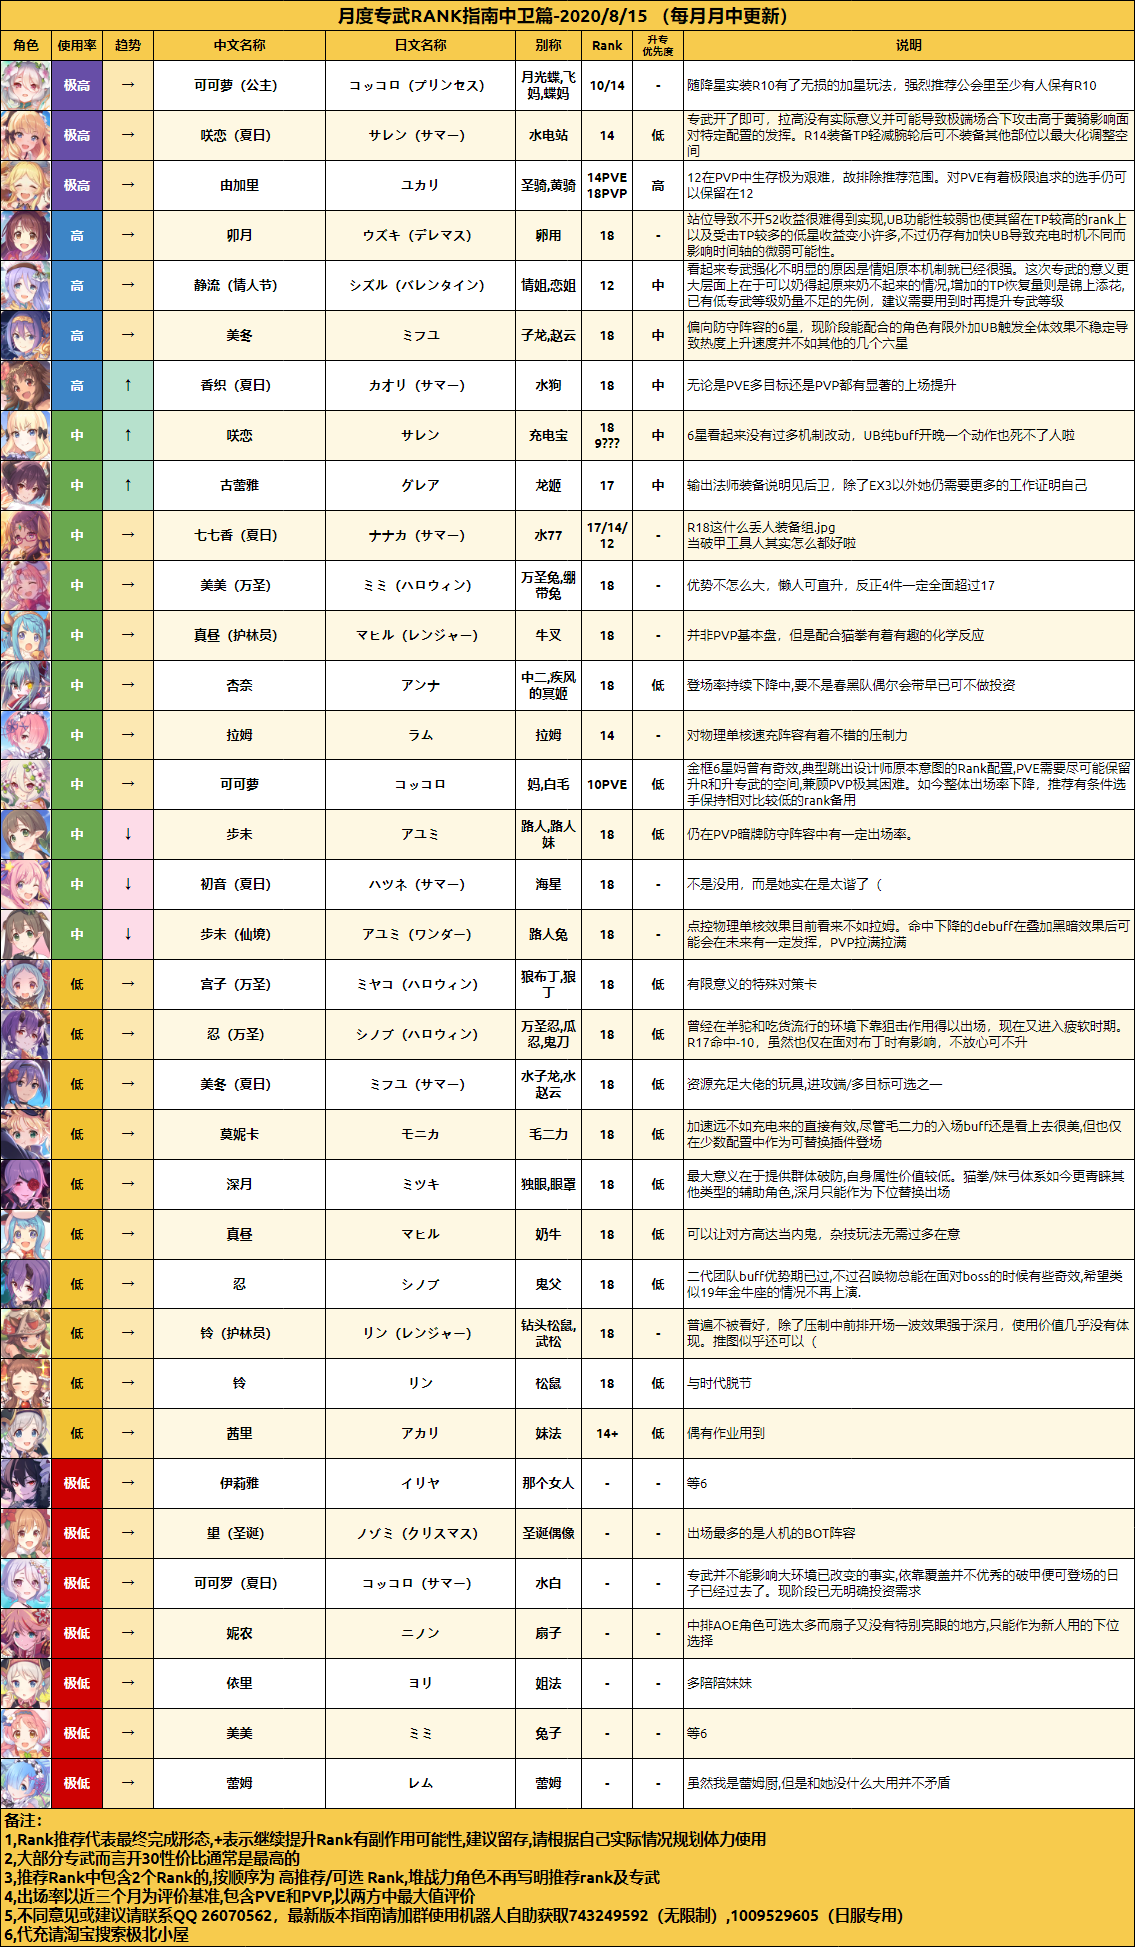 月度专武RANK指南中卫篇-2020/8/15 （每月月中更新）
角色 使用率 趋势 中文名称 日文名称 别称 Rank 升专优先度 说明
极高 → 可可萝（公主） コッコロ（プリンセス） 月光蝶,飞妈,蝶妈 10/14 - 随降星实装R10有了无损的加星玩法，强烈推荐公会里至少有人保有R10
极高 → 咲恋（夏日） サレン（サマー） 水电站 14 低 专武开了即可，拉高没有实际意义并可能导致极端场合下攻击高于黄骑影响面对特定配置的发挥。R14装备TP轻减腕轮后可不装备其他部位以最大化调整空间
极高 → 由加里 ユカリ 圣骑,黄骑 14PVE 18PVP 高 12在PVP中生存极为艰难，故排除推荐范围。对PVE有着极限追求的选手仍可以保留在12
高 → 卯月 ウズキ（デレマス） 卵用 18 - 站位导致不开S2收益很难得到实现,UB功能性较弱也使其留在TP较高的rank上以及受击TP较多的低星收益变小许多,不过仍存有加快UB导致充电时机不同而影响时间轴的微弱可能性。
高 → 静流（情人节） シズル（バレンタイン） 情姐,恋姐 12 中 看起来专武强化不明显的原因是情姐原本机制就已经很强。这次专武的意义更大层面上在于可以奶得起原来奶不起来的情况,增加的TP恢复量则是锦上添花,已有低专武等级奶量不足的先例，建议需要用到时再提升专武等级
高 → 美冬 ミフユ 子龙,赵云 18 中 偏向防守阵容的6星，现阶段能配合的角色有限外加UB触发全体效果不稳定导致热度上升速度并不如其他的几个六星
高 ↑ 香织（夏日） カオリ（サマー） 水狗 18 中 无论是PVE多目标还是PVP都有显著的上场提升
中 ↑ 咲恋 サレン 充电宝 18 9??? 中 6星看起来没有过多机制改动，UB纯buff开晚一个动作也死不了人啦
中 ↑ 古蕾雅 グレア 龙姬 17 中 输出法师装备说明见后卫，除了EX3以外她仍需要更多的工作证明自己
中 → 七七香（夏日） ナナカ（サマー） 水77 17/14/12 - R18这什么丢人装备组.jpg
当破甲工具人其实怎么都好啦
中 → 美美（万圣） ミミ（ハロウィン） 万圣兔,绷带兔 18 - 优势不怎么大，懒人可直升，反正4件一定全面超过17
中 → 真昼（护林员） マヒル（レンジャー） 牛叉 18 - 并非PVP基本盘，但是配合猫拳有着有趣的化学反应
中 → 杏奈 アンナ 中二,疾风的冥姬 18 低 登场率持续下降中,要不是春黑队偶尔会带早已可不做投资
中 → 拉姆 ラム 拉姆 14 - 对物理单核速充阵容有着不错的压制力
中 → 可可萝 コッコロ 妈,白毛 10PVE 低 金框6星妈普有奇效,典型跳出设计师原本意图的Rank配置,PVE需要尽可能保留升R和升专武的空间,兼顾PVP极其困难。如今整体出场率下降，推荐有条件选手保持相对比较低的rank备用
中 ↓ 步未 アユミ 路人,路人妹 18 低 仍在PVP暗牌防守阵容中有一定出场率。
中 ↓ 初音（夏日） ハツネ（サマー） 海星 18 - 不是没用，而是她实在是太谐了（
中 ↓ 步未（仙境） アユミ（ワンダー） 路人兔 18 - 点控物理单核效果目前看来不如拉姆。命中下降的debuff在叠加黑暗效果后可能会在未来有一定发挥，PVP拉满拉满
低 → 宫子（万圣） ミヤコ（ハロウィン） 狼布丁,狼丁 18 低 有限意义的特殊对策卡
低 → 忍（万圣） シノブ（ハロウィン） 万圣忍,瓜忍,鬼刀 18 低 曾经在羊驼和吃货流行的环境下靠狙击作用得以出场，现在又进入疲软时期。R17命中-10，虽然也仅在面对布丁时有影响，不放心可不升
低 → 美冬（夏日） ミフユ（サマー） 水子龙,水赵云 18 低 资源充足大佬的玩具,进攻端/多目标可选之一
低 → 莫妮卡 モニカ 毛二力 18 低 加速远不如充电来的直接有效,尽管毛二力的入场buff还是看上去很美,但也仅在少数配置中作为可替换插件登场
低 → 深月 ミツキ 独眼,眼罩 18 低 最大意义在于提供群体破防,自身属性价值较低。猫拳/妹弓体系如今更青睐其他类型的辅助角色,深月只能作为下位替换出场
低 → 真昼 マヒル 奶牛 18 低 可以让对方高达当内鬼，杂技玩法无需过多在意
低 → 忍 シノブ 鬼父 18 低 二代团队buff优势期已过,不过召唤物总能在面对boss的时候有些奇效,希望类似19年金牛座的情况不再上演.
低 → 铃（护林员） リン（レンジャー） 钻头松鼠,武松 18 - 普遍不被看好，除了压制中前排开场一波效果强于深月，使用价值几乎没有体现。推图似乎还可以（
低 → 铃 リン 松鼠 18 低 与时代脱节
低 → 茜里 アカリ 妹法 14+ 低 偶有作业用到
极低 → 伊莉雅 イリヤ 那个女人 - - 等6
极低 → 望（圣诞） ノゾミ（クリスマス） 圣诞偶像 - - 出场最多的是人机的BOT阵容
极低 → 可可罗（夏日） コッコロ（サマー） 水白 - - 专武并不能影响大环境已改变的事实,依靠覆盖并不优秀的破甲便可登场的日子已经过去了。现阶段已无明确投资需求
极低 → 妮农 ニノン 扇子 - - 中排AOE角色可选太多而扇子又没有特别亮眼的地方,只能作为新人用的下位选择
极低 → 依里 ヨリ 姐法 - - 多陪陪妹妹
极低 → 美美 ミミ 兔子 - - 等6
极低 → 蕾姆 レム 蕾姆 - - 虽然我是蕾姆厨,但是和她没什么大用并不矛盾
备注：
1,Rank推荐代表最终完成形态,+表示继续提升Rank有副作用可能性,建议留存,请根据自己实际情况规划体力使用
2,大部分专武而言开30性价比通常是最高的
3,推荐Rank中包含2个Rank的,按顺序为 高推荐/可选 Rank,堆战力角色不再写明推荐rank及专武
4,出场率以近三个月为评价基准,包含PVE和PVP,以两方中最大值评价
5,不同意见或建议请联系QQ 26070562，最新版本指南请加群使用机器人自助获取743249592（无限制）,1009529605（日服专用）
6,代充请淘宝搜索极北小屋